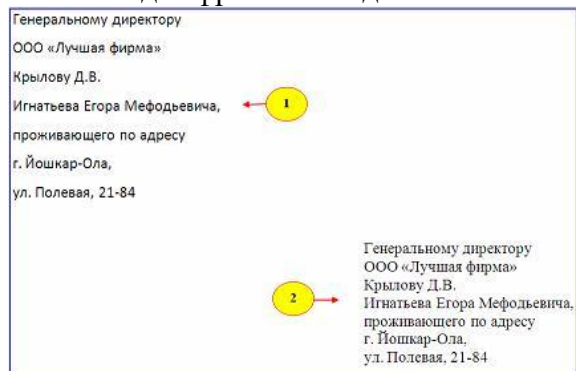 Генеральному директору
ООО «Лучшая фирма»
Крылову Д.В.
Игнатьева Егора Мефодьевича,
1
проживающего по адресу
г. Йошкар-Ола,
ул. Полевая, 21-84
Генеральному директору
ООО «Лучшая фирма»
Крылову Д.В.
2
Игнатьева Егора Мефодьевича,
проживающего по адресу
г. Йошкар-Ола,
ул. Полевая, 21-84